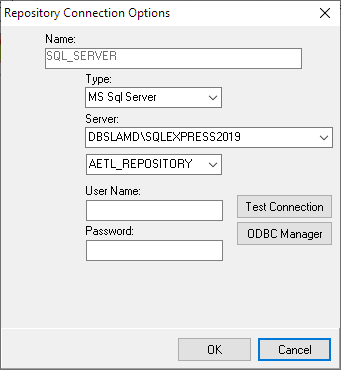 Repository Connection Options
Name:
SQL_SERVER
Type:
MS Sql Server
Server:
DBSLAMD\SQLEXPRESS2019
AETL_REPOSITORY
User Name:
Test Connection
Password:
ODBC Manager
OK
Cancel